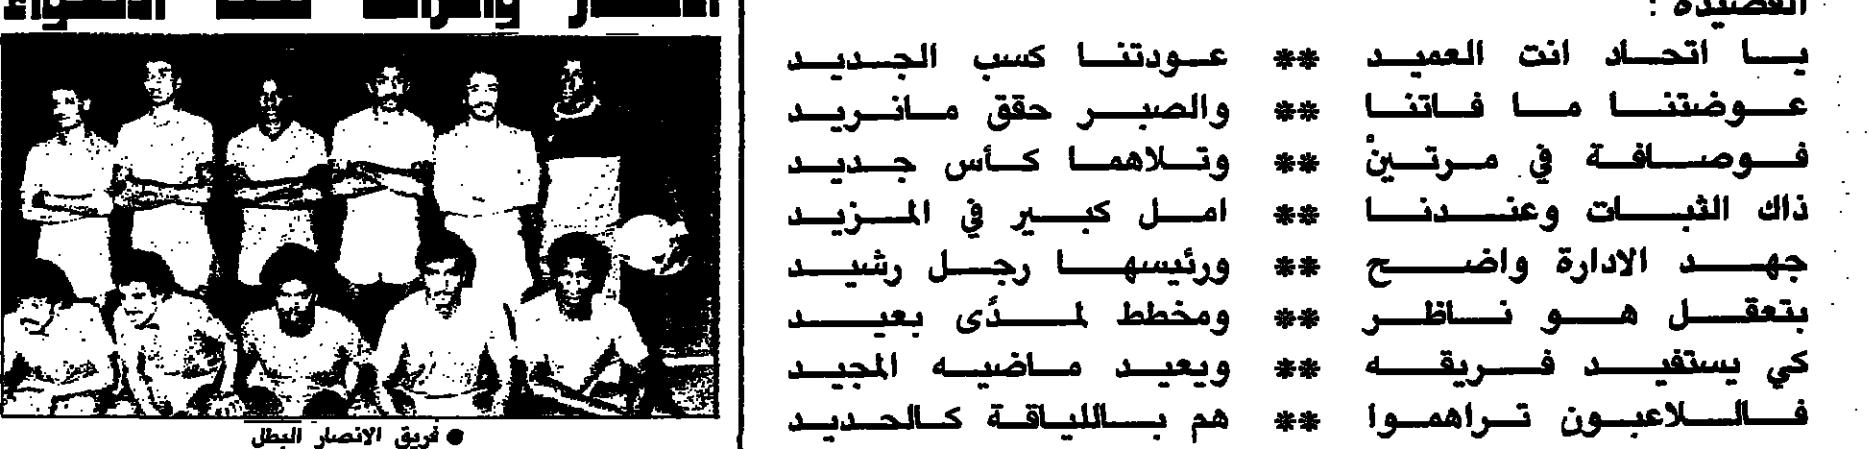 القصيدة :
يا اتحاد انت العميد ** عودتنا كسب الجديد
عوضتنا ما فاتنا ** والصبر حقق مانريد
فوصافة في مرتينْ ** وتلاهما كأس جديد
ذاك الثبات وعندنا ** امل كبير في المزيد
جهد الادارة واضح ** ورئيسها رجل رشيد
بتعقل هو ناظر ** ومخطط لمدًى بعيد
كي يستفيد فريقه ** ويعيد ماضيه المجيد
فاللاعبون تراهموا ** هم باللياقة كالحديد
● فريق الانصار البطل